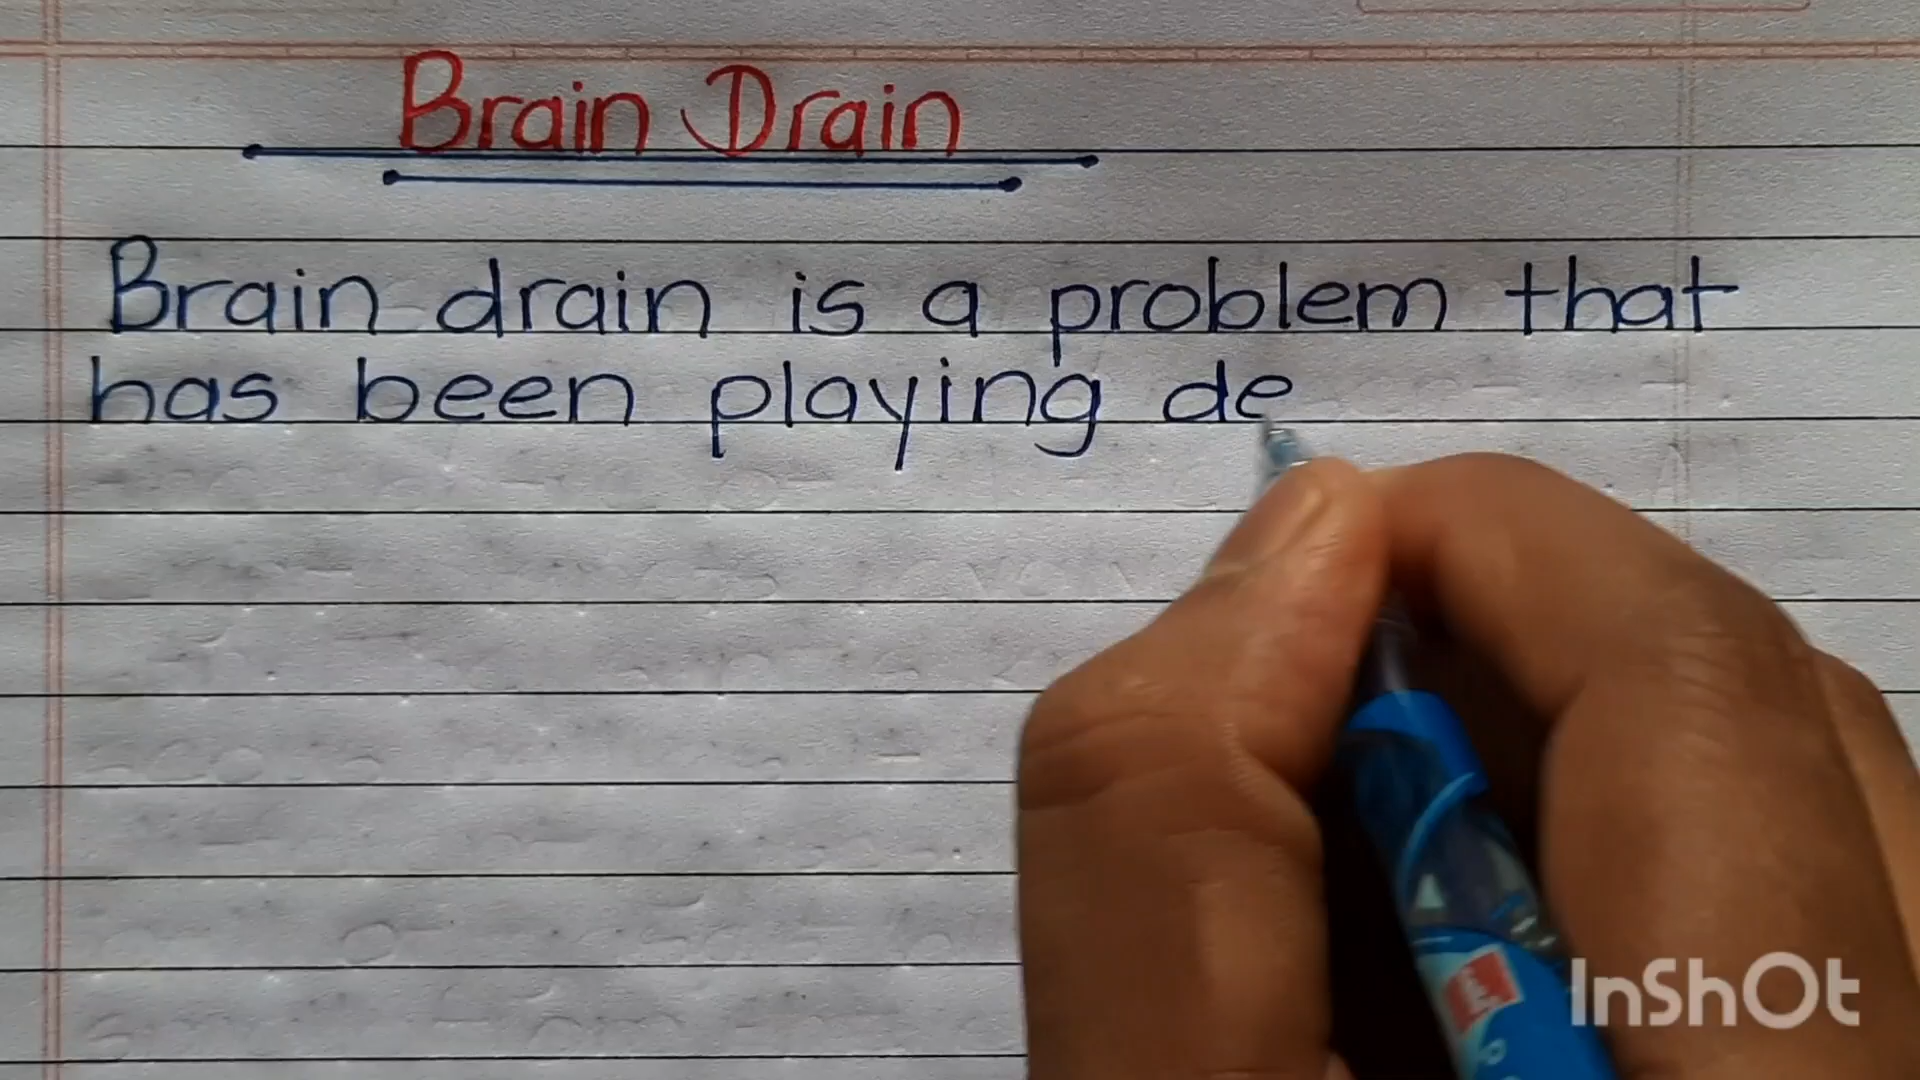 Brain Drain
Brain drain is a problem that
has been playing de
InShOt